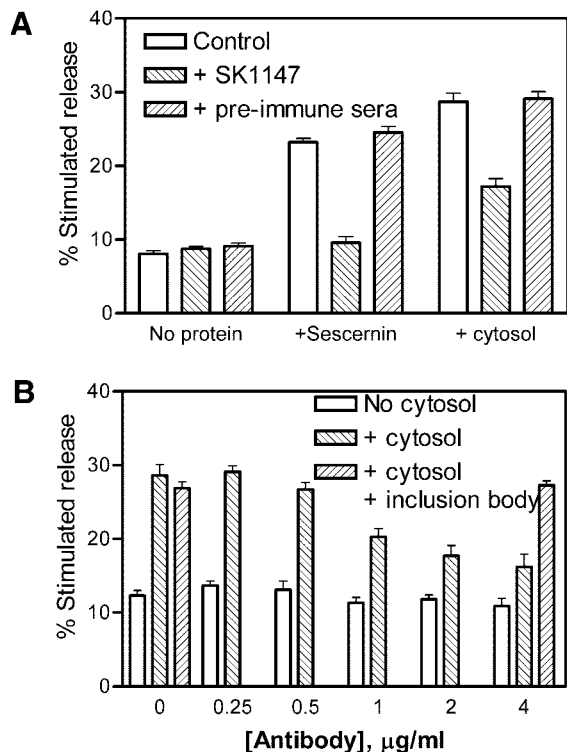 A
% Stimulated release
40
30
20
10
0
Control
+ SK1147
+ pre-immune sera
No protein
+Sescernin
+ cytosol
B
% Stimulated release
40
30
20
10
0
No cytosol
+ cytosol
+ cytosol
+ inclusion body
0
0.25
0.5
1
2
4
[Antibody], µg/ml